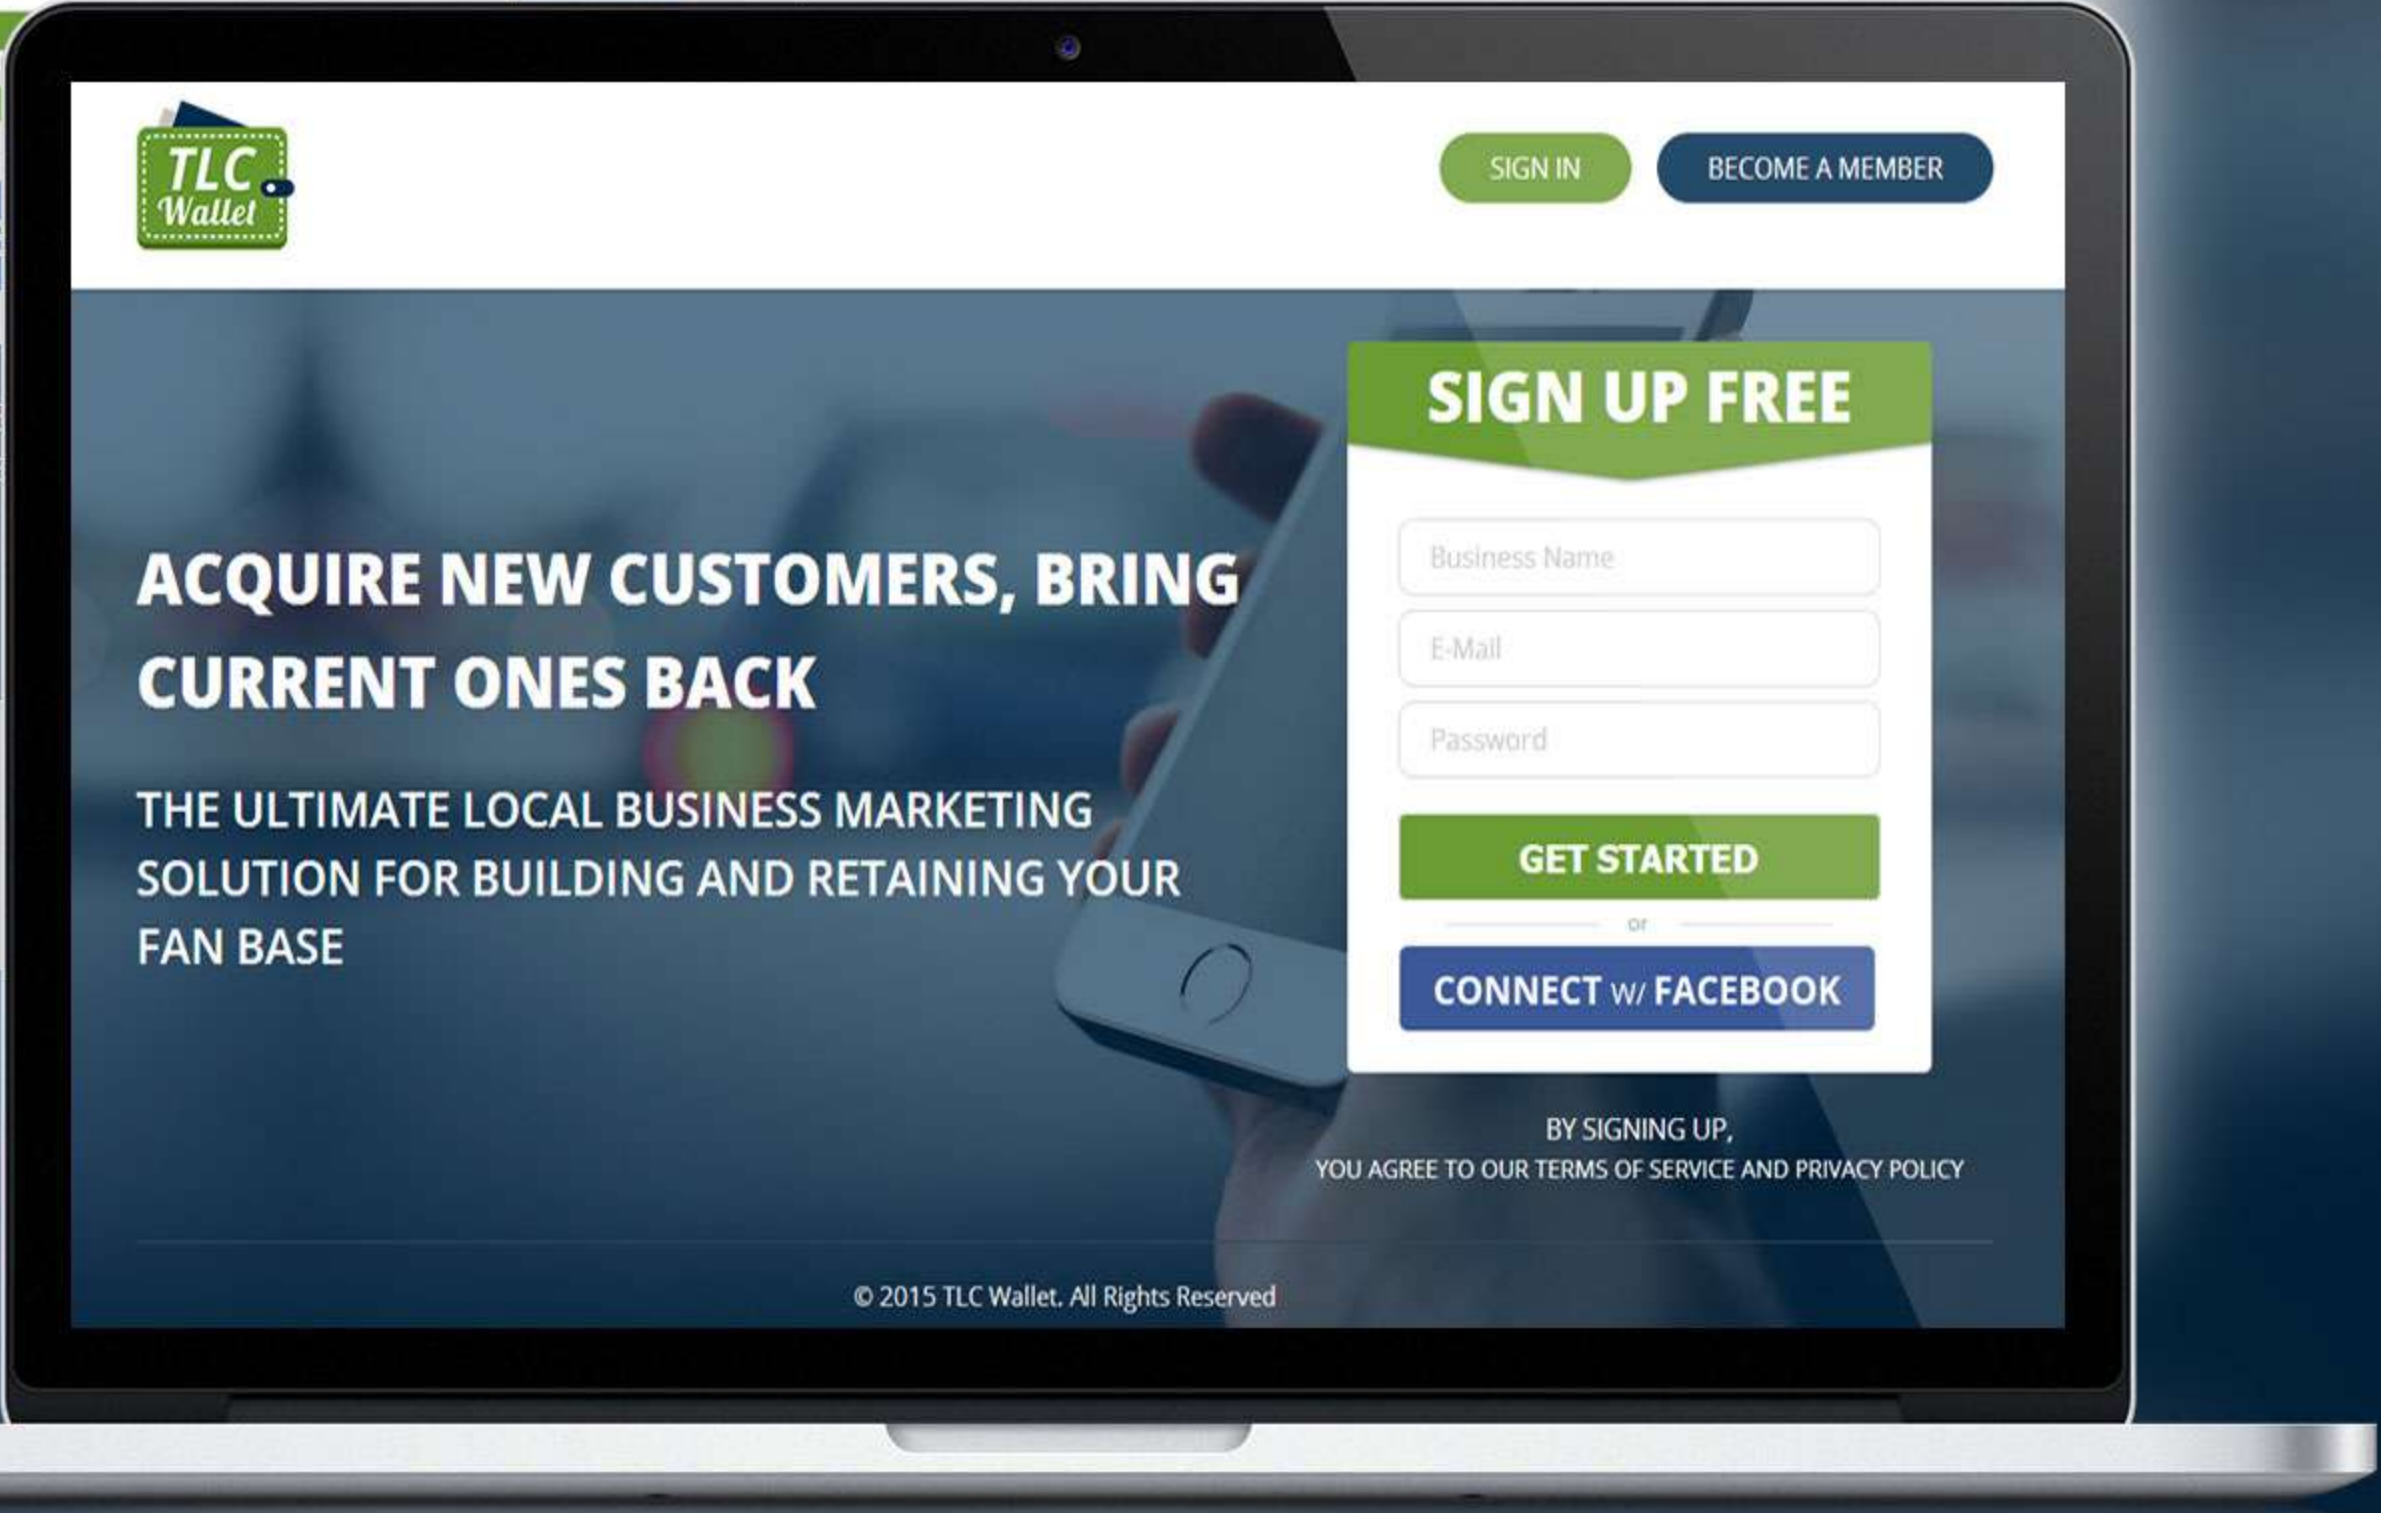 TLC
Wallet
SIGN IN
BECOME A MEMBER
ACQUIRE NEW CUSTOMERS, BRING
CURRENT ONES BACK
THE ULTIMATE LOCAL BUSINESS MARKETING
SOLUTION FOR BUILDING AND RETAINING YOUR
FAN BASE
SIGN UP FREE
Business Name
E-Mail
Password
GET STARTED
or
CONNECT W/ FACEBOOK
BY SIGNING UP,
YOU AGREE TO OUR TERMS OF SERVICE AND PRIVACY POLICY
© 2015 TLC Wallet. All Rights Reserved